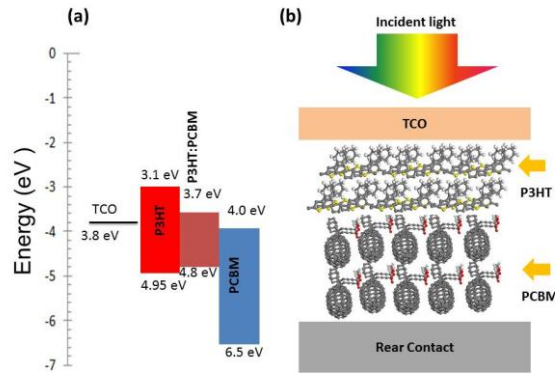 (a)
0
-1
-2
-3
-4
-5
-6
-7
Energy (eV )
TCO
3.8 eV
3.1 eV
P3HT
4.95 eV
P3HT:PCBM
3.7 eV
4.8 eV
4.0 eV
PCBM
6.5 eV
(b)
Incident light
TCO
P3HT
PCBM
Rear Contact